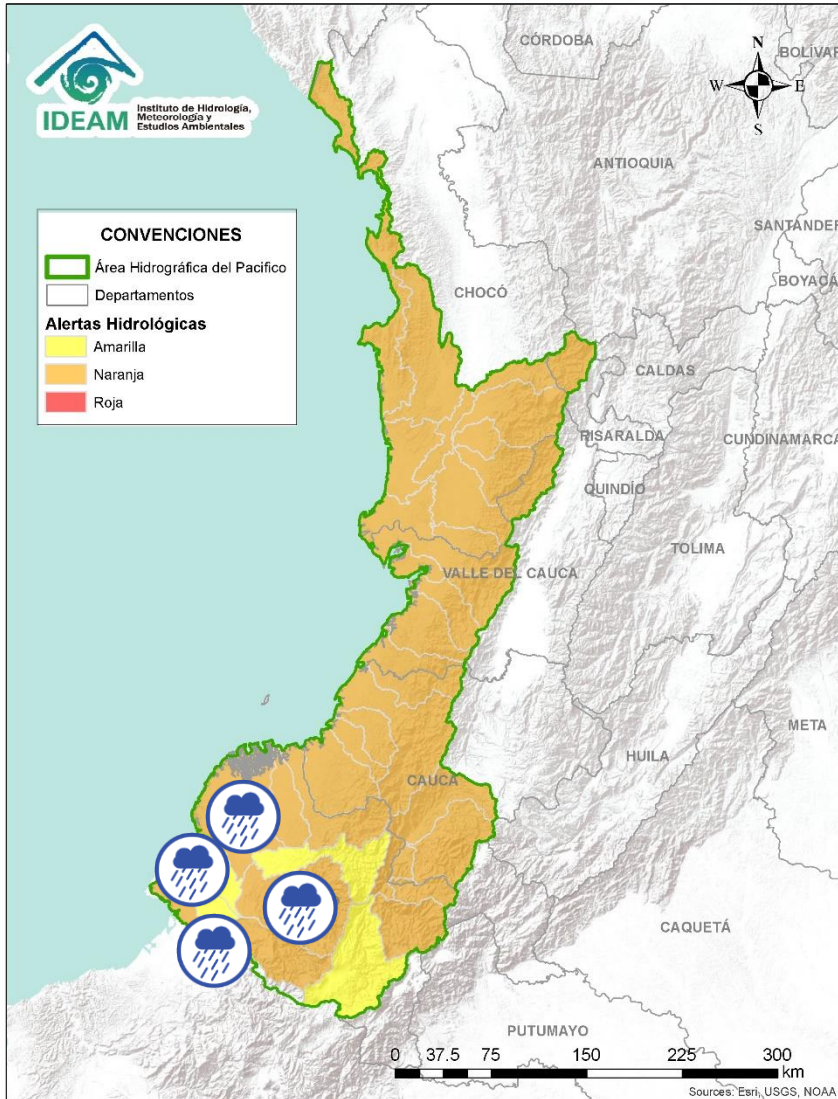 IDEAM
Instituto de Hidrología,
Meteorología y
Estudios Ambientales
N
W
E
S
CÓRDOBA
BOLÍVAR
ANTIOQUIA
SANTANDER
BOYACÁ
CHOCÓ
CALDAS
RISARALDA
CUNDINAMARCA
QUINDÍO
TOLIMA
VALLE DEL CAUCA
META
HUILA
CAUCA
CAQUETÁ
PUTUMAYO
CONVENCIONES
Área Hidrográfica del Pacifico
Departamentos
Alertas Hidrológicas
Amarilla
Naranja
Roja
0 37.5 75 150 225 300
km
Sources: Esri, USGS, NOAA